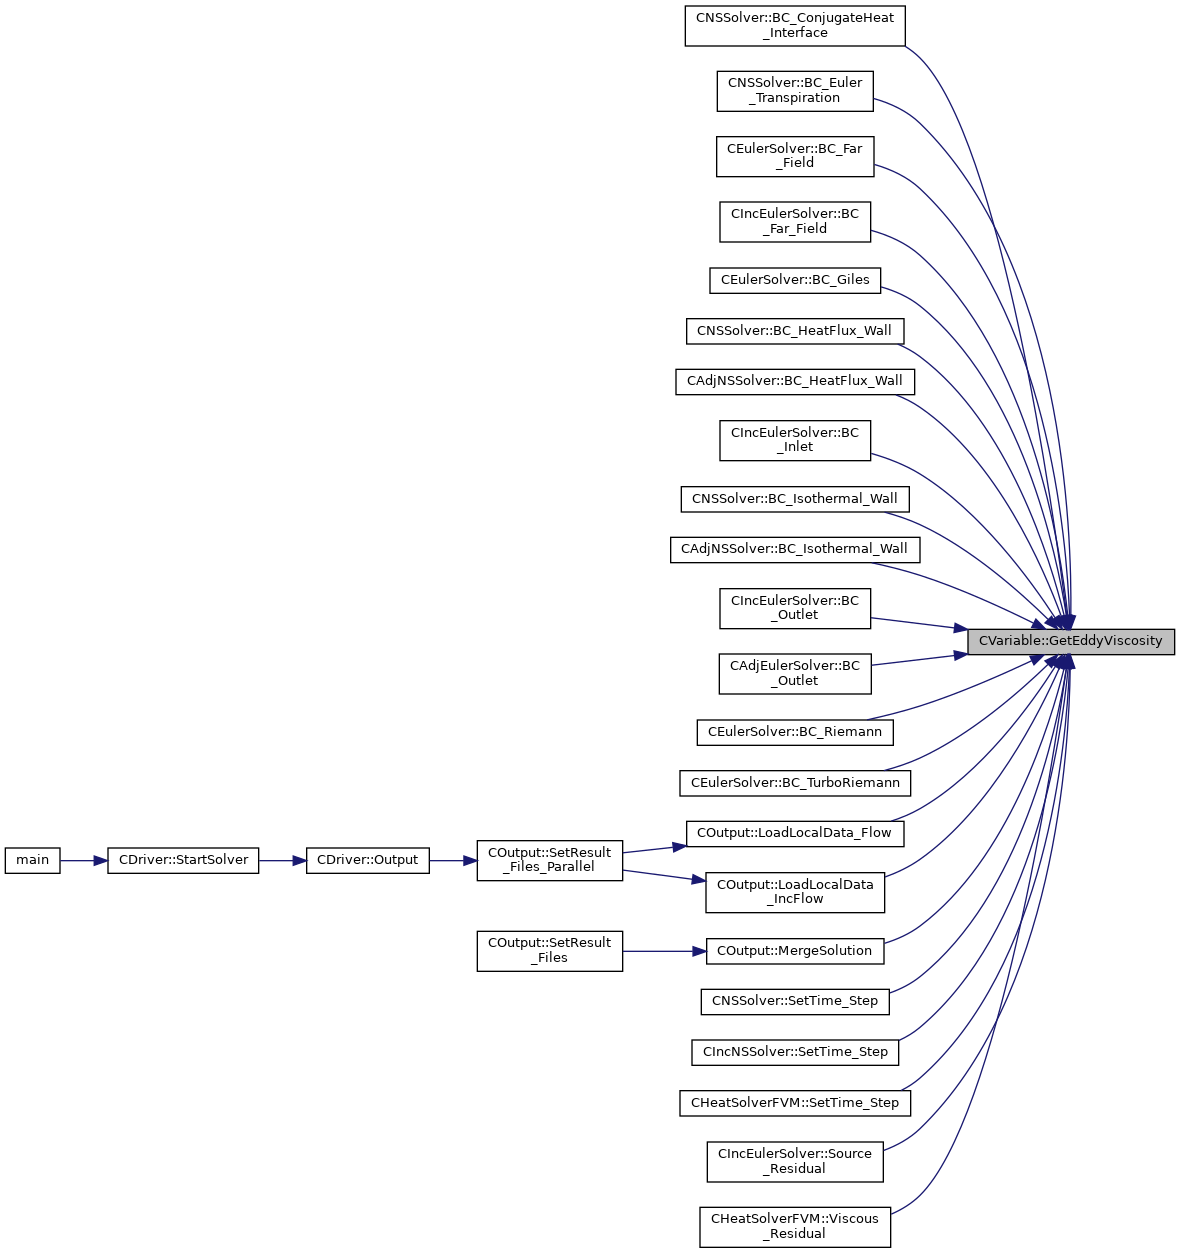 CNSSolver::BC_ConjugateHeat
_Interface
CNSSolver::BC_Euler
_Transpiration
CEulerSolver::BC_Far
_Field
CIncEulerSolver::BC
_Far_Field
CEulerSolver::BC_Giles
CNSSolver::BC_HeatFlux_Wall
CAdjNSSolver::BC_HeatFlux_Wall
CIncEulerSolver::BC
_Inlet
CNSSolver::BC_Isothermal_Wall
CAdjNSSolver::BC_Isothermal_Wall
CIncEulerSolver::BC
_Outlet
CVariable::GetEddyViscosity
CAdjEulerSolver::BC
_Outlet
CEulerSolver::BC_Riemann
CEulerSolver::BC_TurboRiemann
COutput::LoadLocalData_Flow
main
CDriver::StartSolver
CDriver::Output
COutput::SetResult
_Files_Parallel
COutput::LoadLocalData
_IncFlow
COutput::SetResult
_Files
COutput::MergeSolution
CNSSolver::SetTime_Step
CIncNSSolver::SetTime_Step
CHeatSolverFVM::SetTime_Step
CIncEulerSolver::Source
_Residual
CHeatSolverFVM::Viscous
_Residual